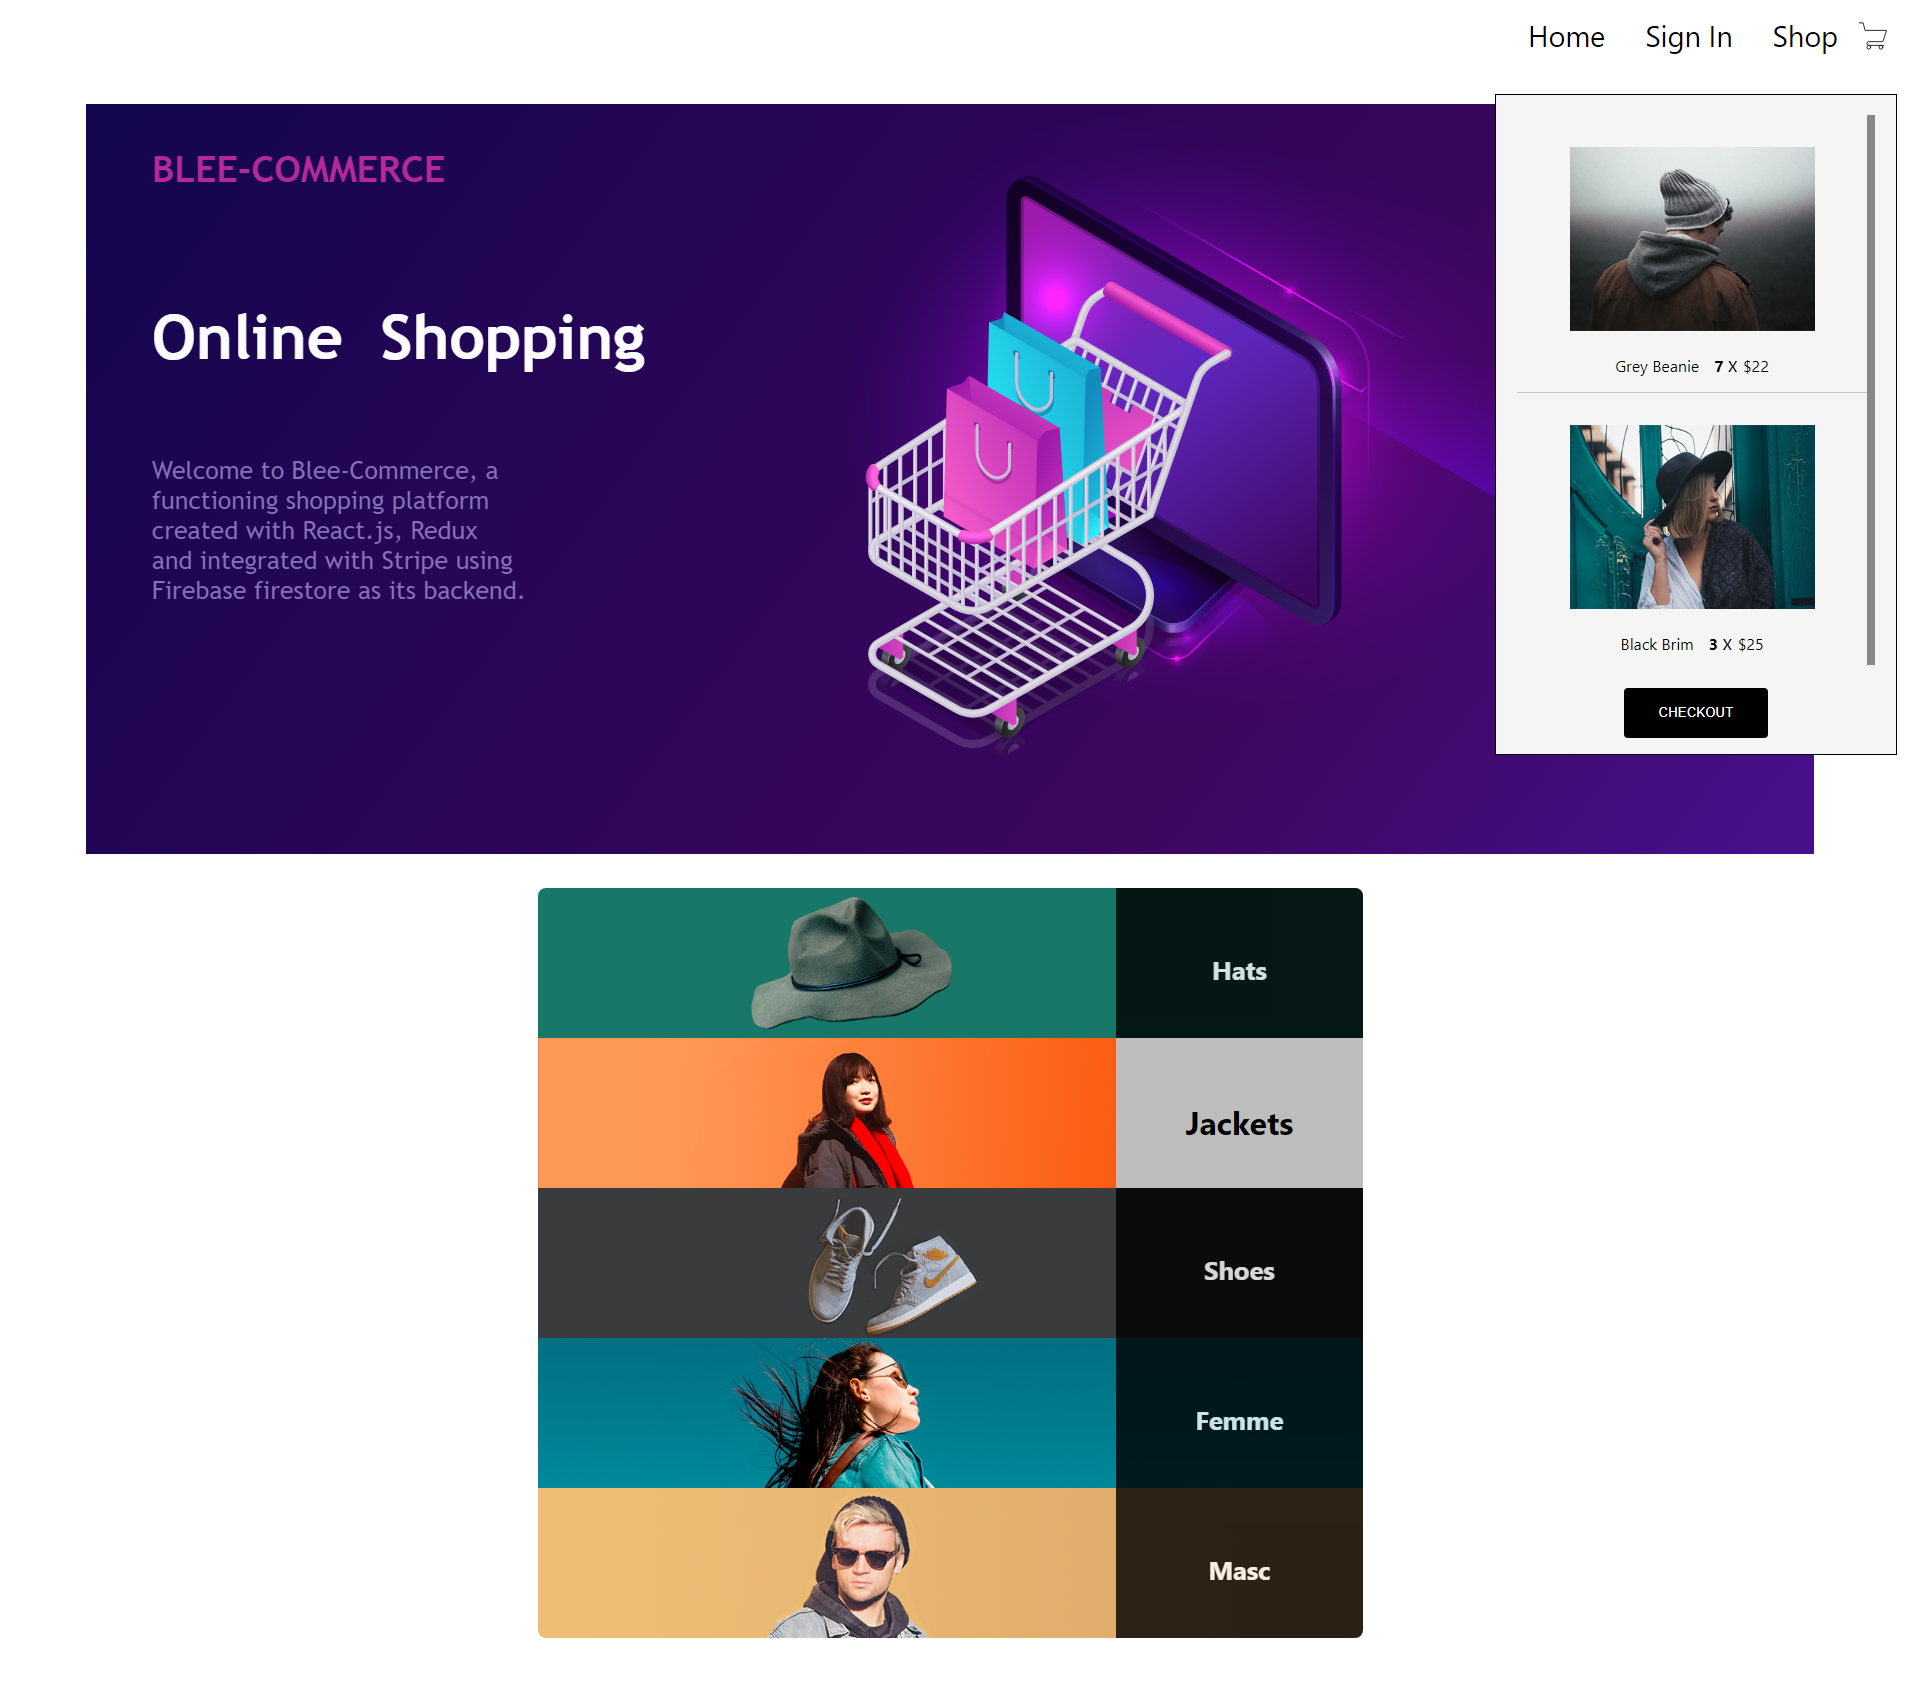 Home Sign In Shop
BLEE-COMMERCE
Online Shopping
Welcome to Blee-Commerce, a
functioning shopping platform
created with React.js, Redux
and integrated with Stripe using
Firebase firestore as its backend.
Grey Beanie 7 X $22
Black Brim 3 X $25
CHECKOUT
Hats
Jackets
Shoes
Femme
Masc